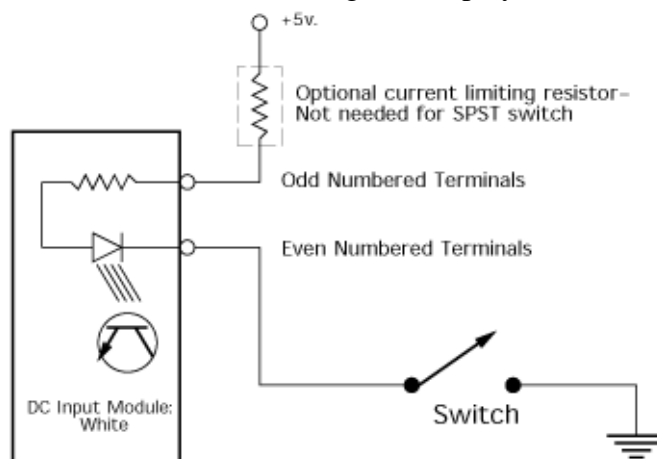 +5v.
Optional current limiting resistor–
Not needed for SPST switch
Odd Numbered Terminals
Even Numbered Terminals
DC Input Module:
White
Switch